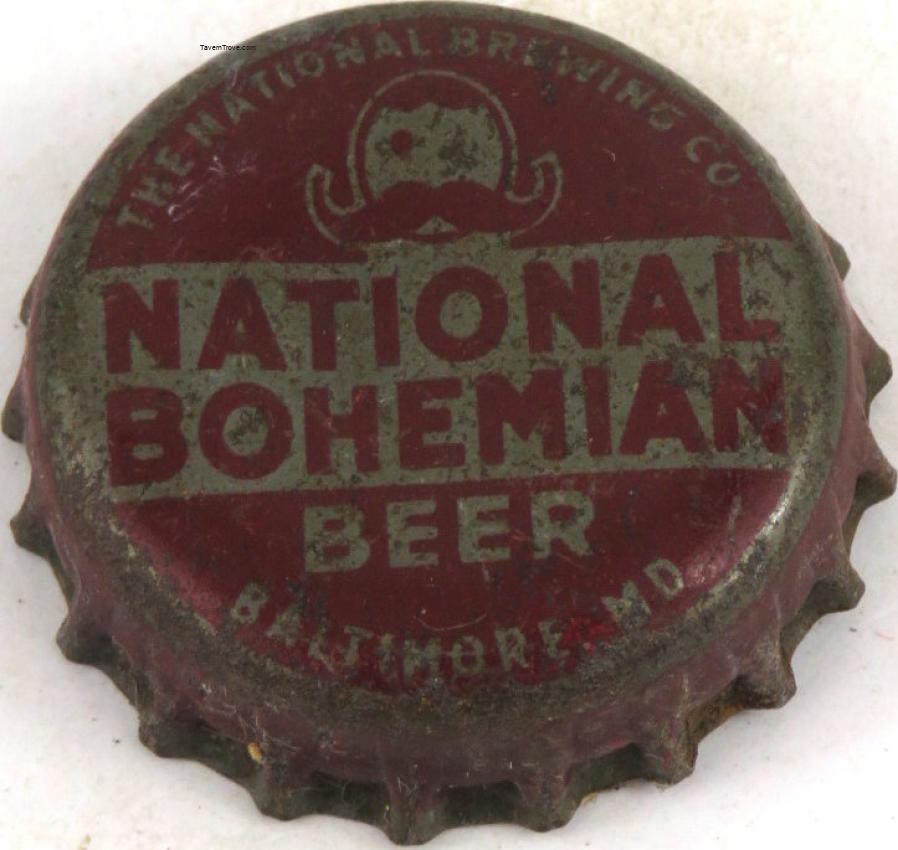 TavernTrove.com
THE NATIONAL BREWING CO
NATIONAL
BOHEMIAN
BEER
BALTIMORE, MD